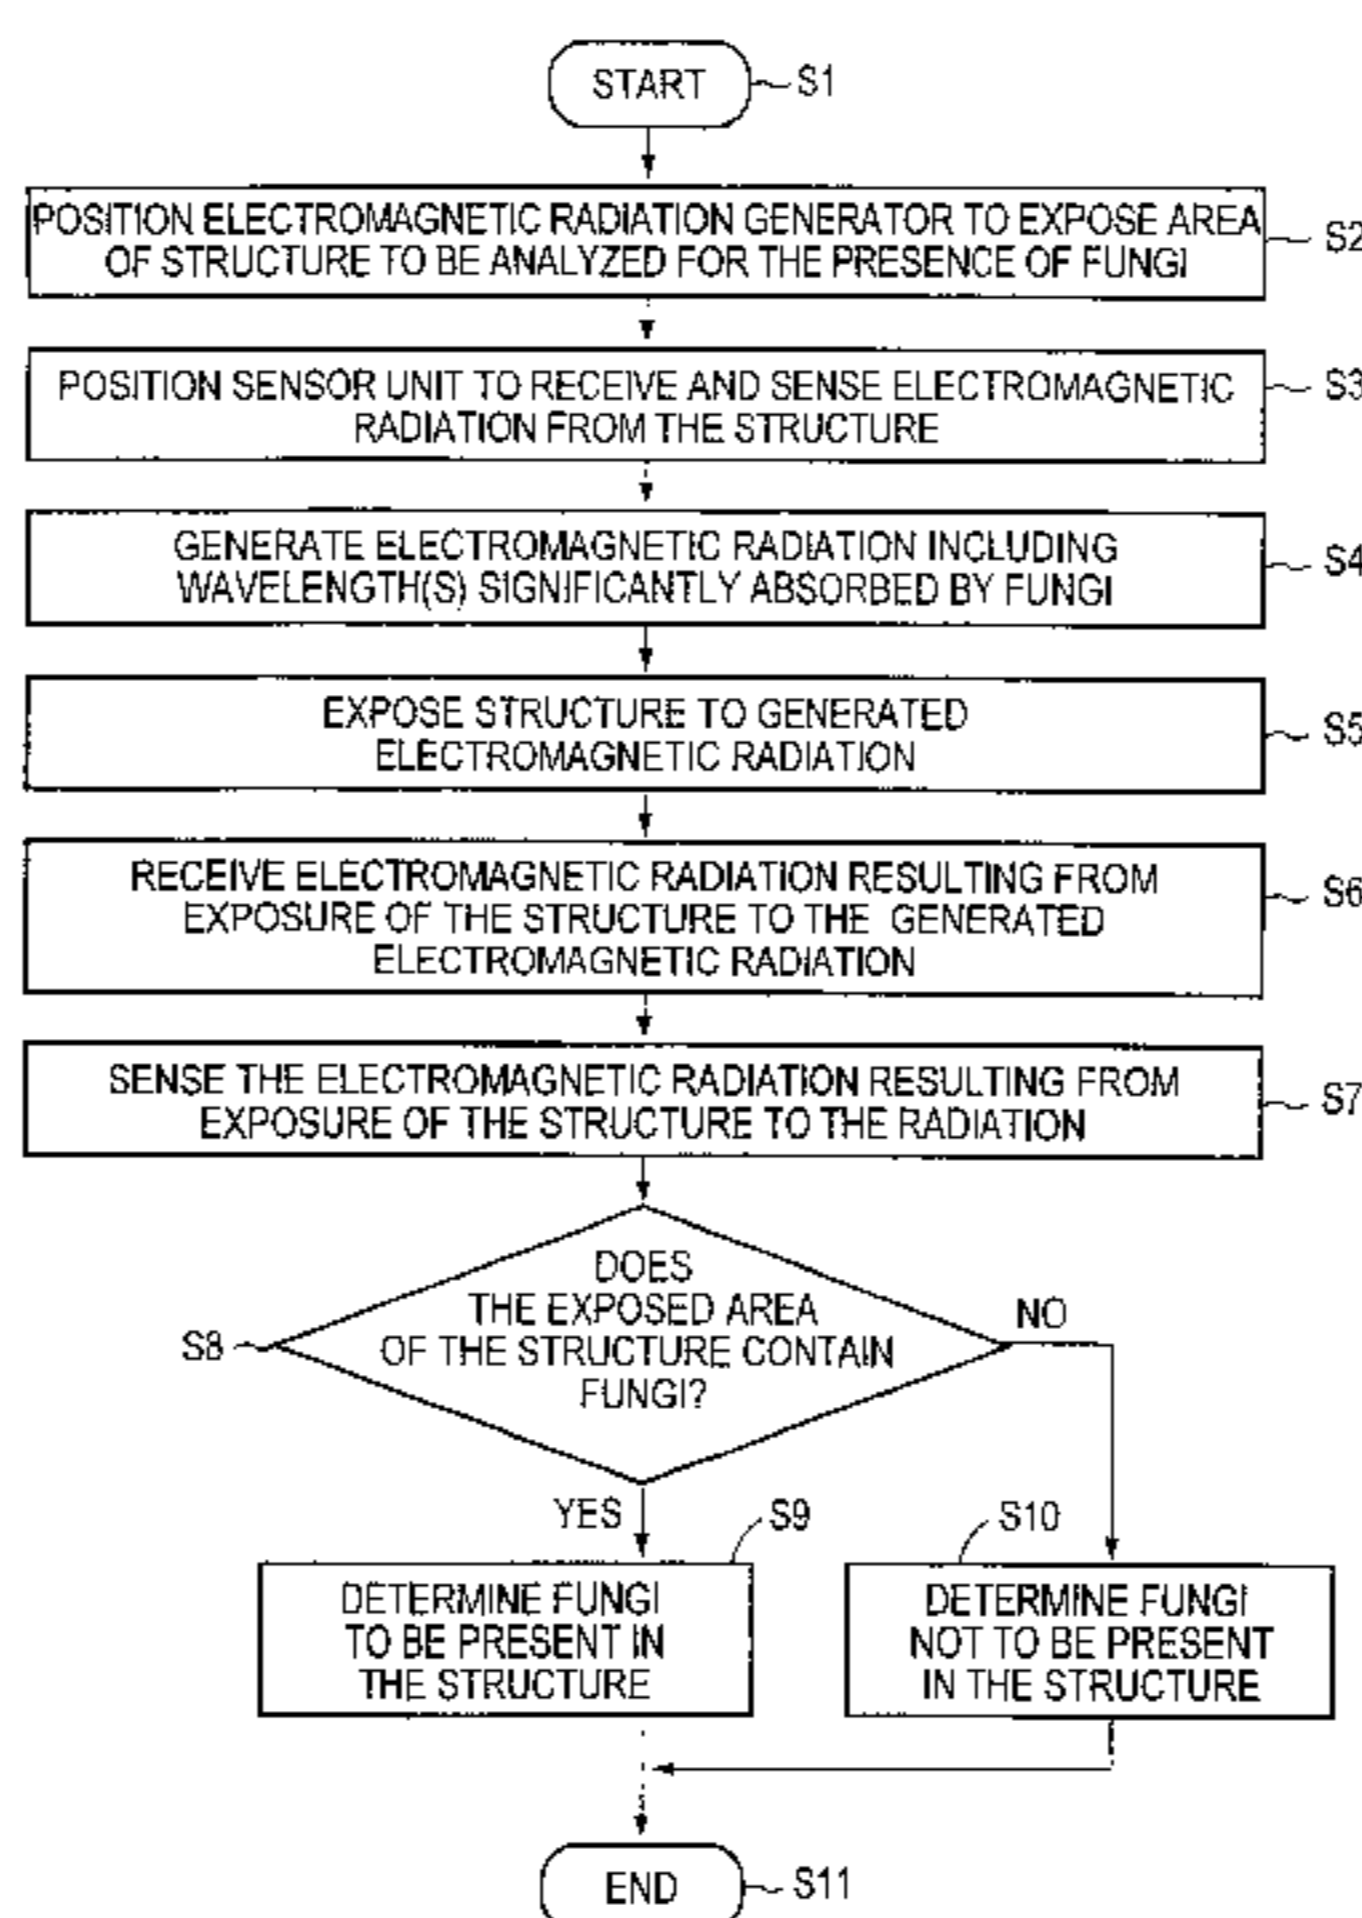 START
S1
POSITION ELECTROMAGNETIC RADIATION GENERATOR TO EXPOSE AREA
OF STRUCTURE TO BE ANALYZED FOR THE PRESENCE OF FUNGI
S2
POSITION SENSOR UNIT TO RECEIVE AND SENSE ELECTROMAGNETIC
RADIATION FROM THE STRUCTURE
S3
GENERATE ELECTROMAGNETIC RADIATION INCLUDING
WAVELENGTH(S) SIGNIFICANTLY ABSORBED BY FUNGI
S4
EXPOSE STRUCTURE TO GENERATED
ELECTROMAGNETIC RADIATION
S5
RECEIVE ELECTROMAGNETIC RADIATION RESULTING FROM
EXPOSURE OF THE STRUCTURE TO THE GENERATED
ELECTROMAGNETIC RADIATION
S6
SENSE THE ELECTROMAGNETIC RADIATION RESULTING FROM
EXPOSURE OF THE STRUCTURE TO THE RADIATION
S7
DOES
THE EXPOSED AREA
OF THE STRUCTURE CONTAIN
FUNGI?
S8
NO
YES
S9
S10
DETERMINE FUNGI
TO BE PRESENT IN
THE STRUCTURE
DETERMINE FUNGI
NOT TO BE PRESENT
IN THE STRUCTURE
END
S11